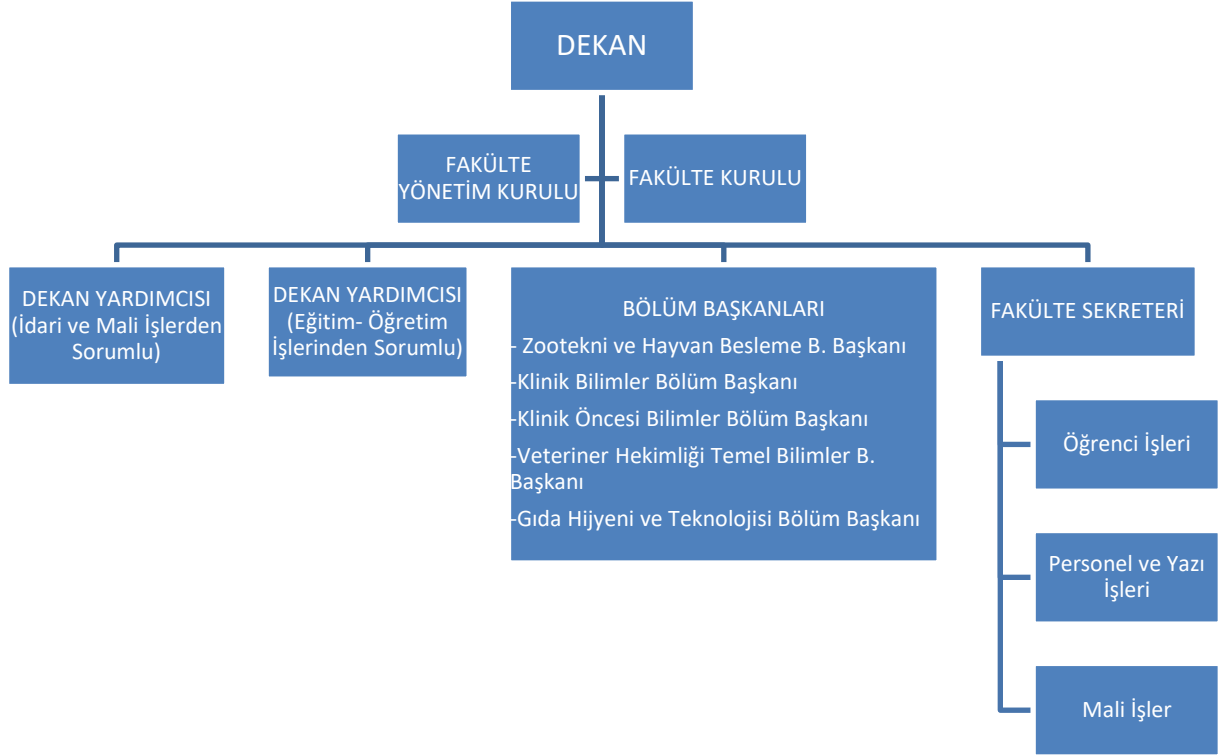 DEKAN
FAKÜLTE
YÖNETİM KURULU
FAKÜLTE KURULU
DEKAN YARDIMCISI
(İdari ve Mali İşlerden
Sorumlu)
DEKAN YARDIMCISI
(Eğitim- Öğretim
İşlerinden Sorumlu)
BÖLÜM BAŞKANLARI
- Zootekni ve Hayvan Besleme B. Başkanı
-Klinik Bilimler Bölüm Başkanı
-Klinik Öncesi Bilimler Bölüm Başkanı
-Veteriner Hekimliği Temel Bilimler B.
Başkanı
-Gıda Hijyeni ve Teknolojisi Bölüm Başkanı
FAKÜLTE SEKRETERİ
Öğrenci İşleri
Personel ve Yazı
İşleri
Mali İşler